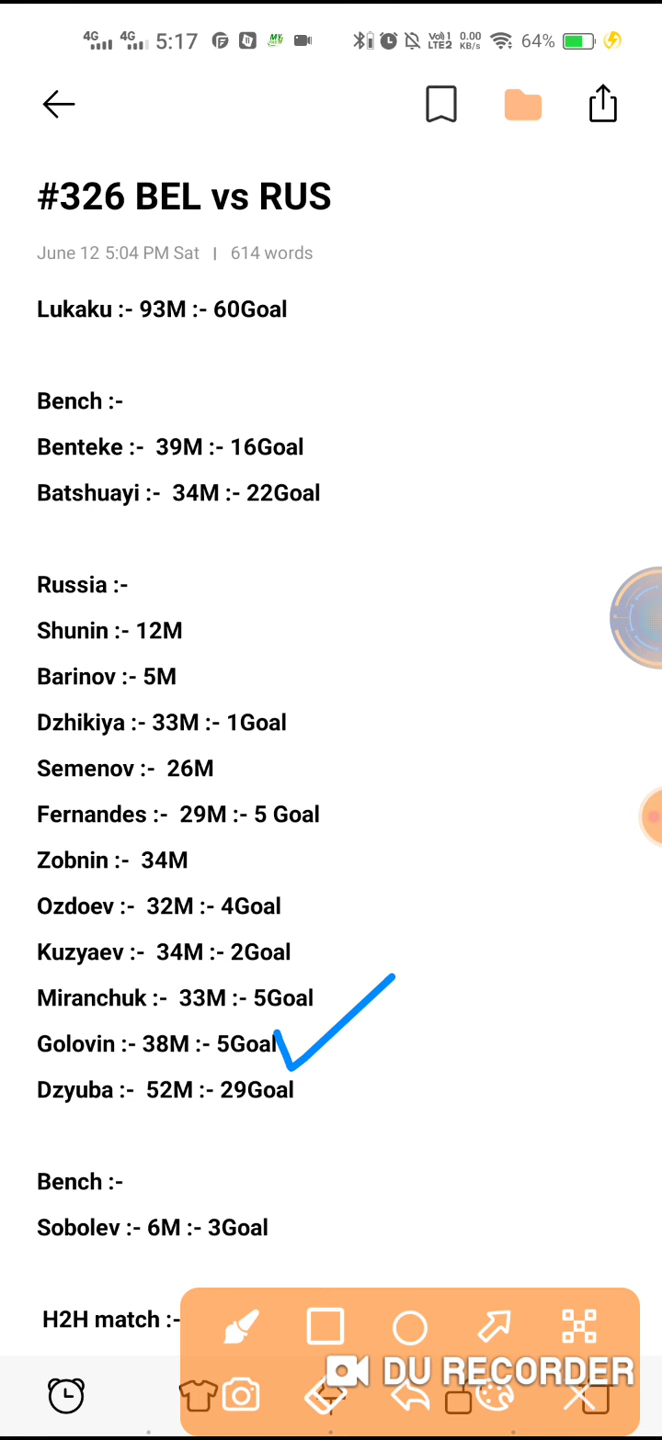 4G 4G 5:17 Vol) 1 LTE2 0.00 KB/s 64%
#326 BEL vs RUS
June 12 5:04 PM Sat | 614 words
Lukaku :- 93M :- 60Goal
Bench :-
Benteke :- 39M :- 16Goal
Batshuayi :- 34M :- 22Goal
Russia :-
Shunin :- 12M
Barinov :- 5M
Dzhikiya :- 33M :- 1Goal
Semenov :- 26M
Fernandes :- 29M :- 5 Goal
Zobnin :- 34M
Ozdoev :- 32M :- 4Goal
Kuzyaev :- 34M :- 2Goal
Miranchuk :- 33M :- 5Goal
Golovin :- 38M :- 5Goal
Dzyuba :- 52M :- 29Goal
Bench :-
Sobolev :- 6M :- 3Goal
H2H match :-
DU RECORDER